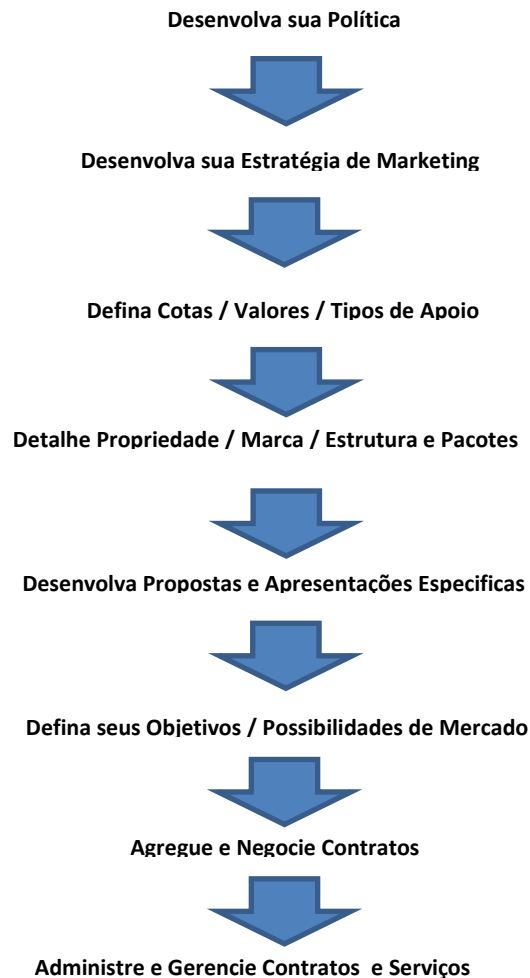 Desenvolva sua Política
Desenvolva sua Estratégia de Marketing
Defina Cotas / Valores / Tipos de Apoio
Detalhe Propriedade / Marca / Estrutura e Pacotes
Desenvolva Propostas e Apresentações Especificas
Defina seus Objetivos / Possibilidades de Mercado
Agregue e Negocie Contratos
Administre e Gerencie Contratos e Serviços